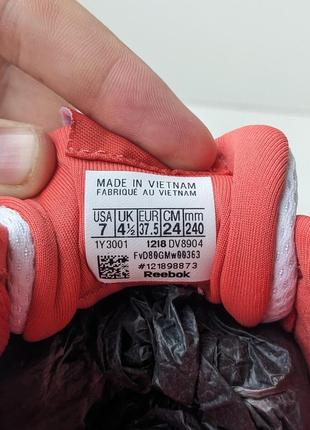 MADE IN VIETNAM
FABRIQUÉ AU VIETNAM
USA UK EUR CM mm
7 4½ 37.5 24 240
1Y3001 1218 DV8904
FvD80GMw00363
#121898873
Reebok